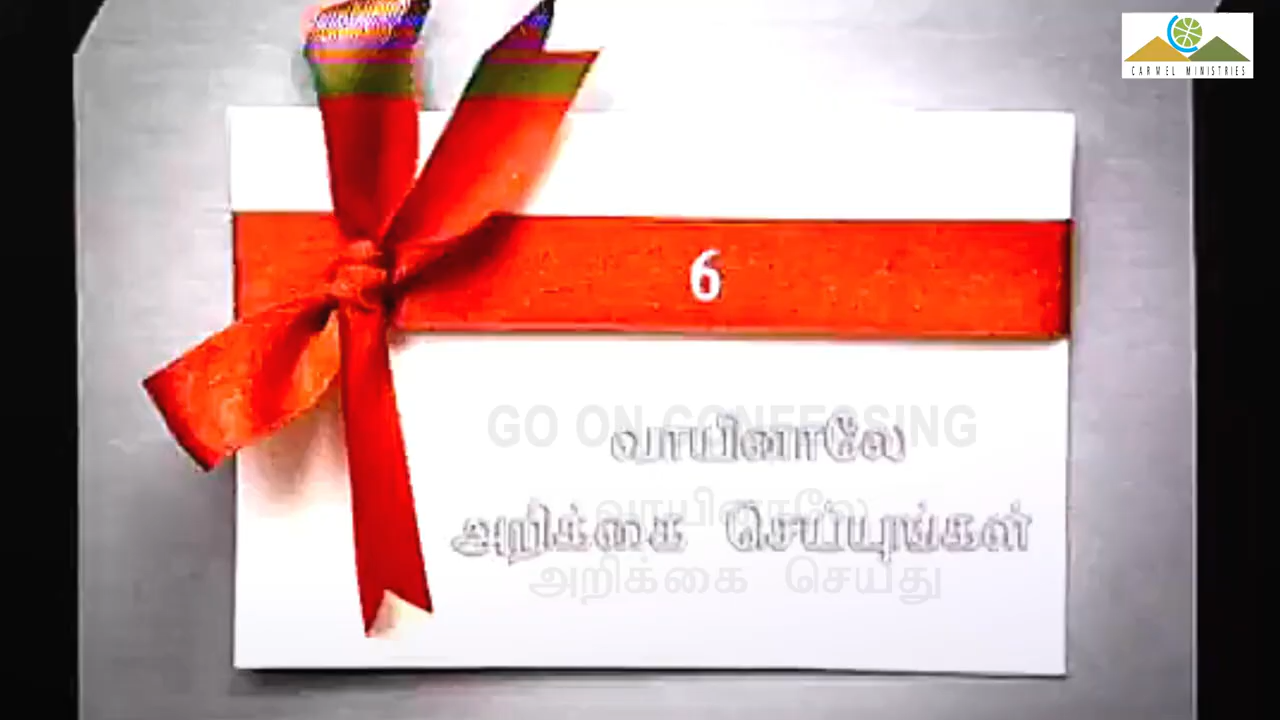 CARMEL MINISTRIES
6
GO ON CONFESSING
வாயினாலே
அறிக்கை செய்யுங்கள்
வாயினாலே
அறிக்கை செய்து